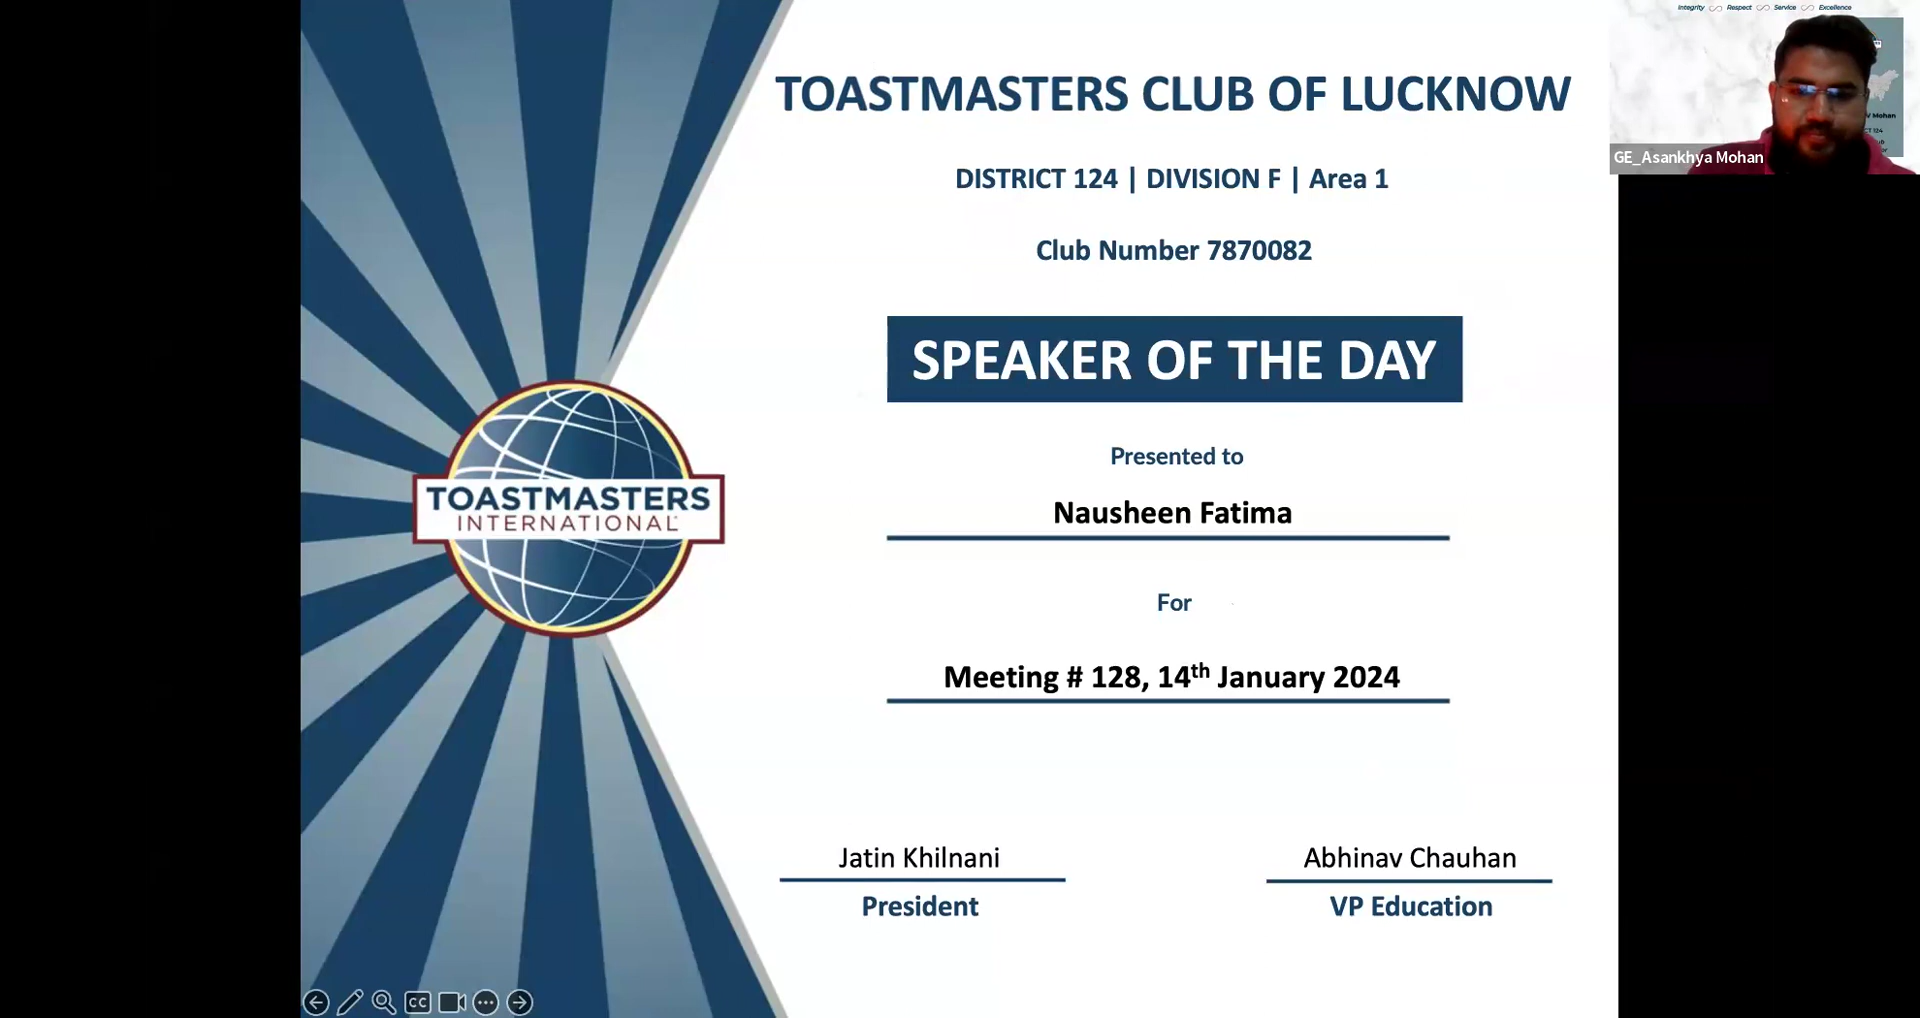 Integrity Respect Service Excellence
TOASTMASTERS CLUB OF LUCKNOW
DISTRICT 124 | DIVISION F | Area 1
V Mohan
GE_Asankhya Mohan
Club Number 7870082
SPEAKER OF THE DAY
Presented to
TOASTMASTERS
INTERNATIONAL
Nausheen Fatima
For
Meeting # 128, 14th January 2024
Jatin Khilnani
Abhinav Chauhan
President
VP Education
CC